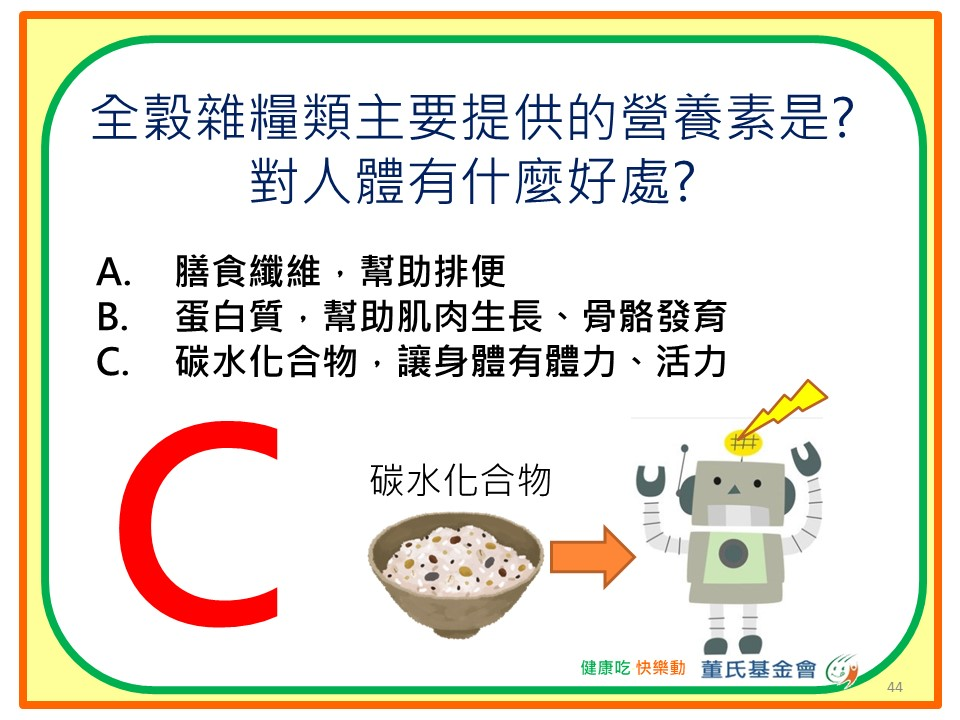 全穀雜糧類主要提供的營養素是?
對人體有什麼好處?
A. 膳食纖維，幫助排便
B. 蛋白質，幫助肌肉生長、骨骼發育
C. 碳水化合物，讓身體有體力、活力
C
碳水化合物
健康吃 快樂動 董氏基金會
44